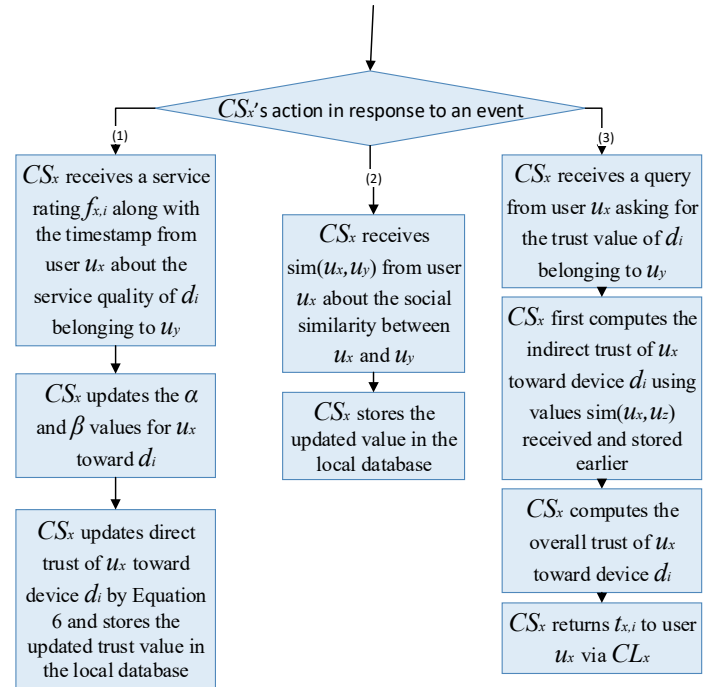 CSx's action in response to an event
(1)
CSx receives a service
rating fx,i along with
the timestamp from
user ux about the
service quality of di
belonging to uy
CSx updates the α
and β values for ux
toward di
CSx updates direct
trust of ux toward
device di by Equation
6 and stores the
updated trust value in
the local database
(2)
CSx receives
sim(ux,uy) from user
ux about the social
similarity between
ux and uy
CSx stores the
updated value in the
local database
(3)
CSx receives a query
from user ux asking for
the trust value of di
belonging to uy
CSx first computes the
indirect trust of ux
toward device di using
values sim(ux,uz)
received and stored
earlier
CSx computes the
overall trust of ux
toward device di
CSx returns tx,i to user
ux via CLx